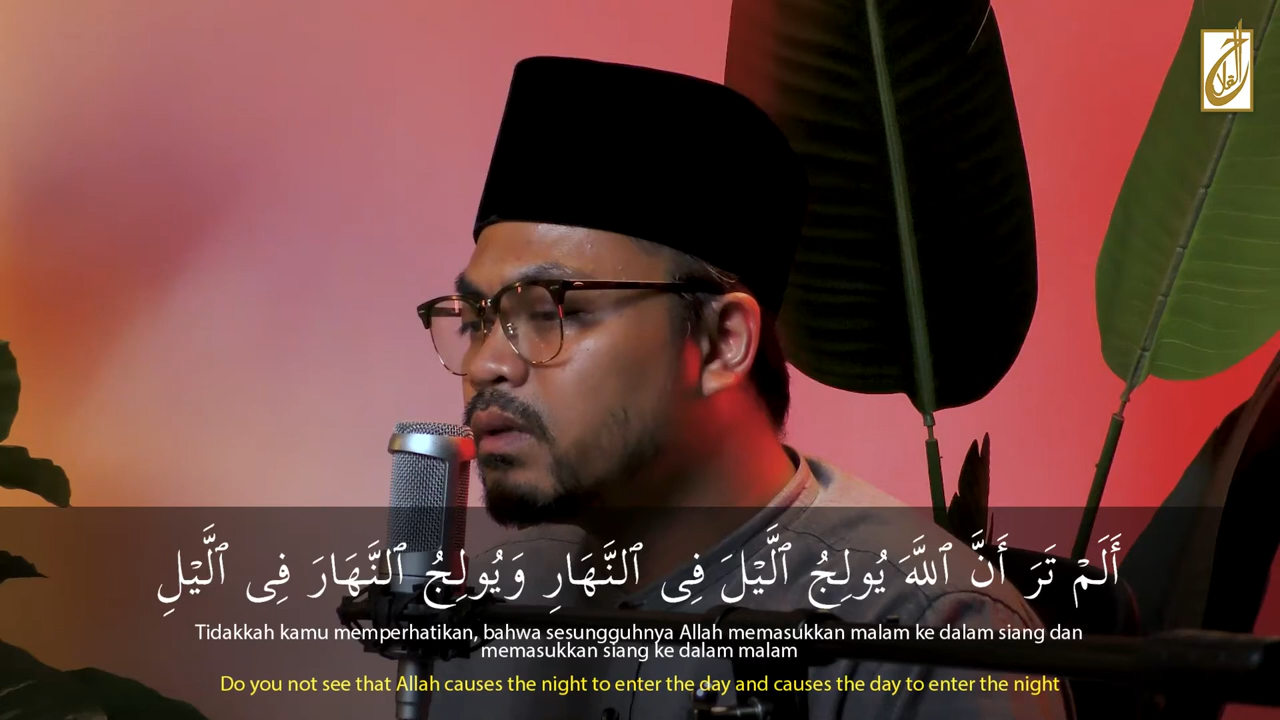 أَلَمْ تَرَ أَنَّ ٱللَّهَ يُولِجُ ٱلَّيْلَ فِى ٱلنَّهَارِ وَيُولِجُ ٱلنَّهَارَ فِى ٱلَّيْلِ
Tidakkah kamu memperhatikan, bahwa sesungguhnya Allah memasukkan malam ke dalam siang dan
memasukkan siang ke dalam malam
Do you not see that Allah causes the night to enter the day and causes the day to enter the night